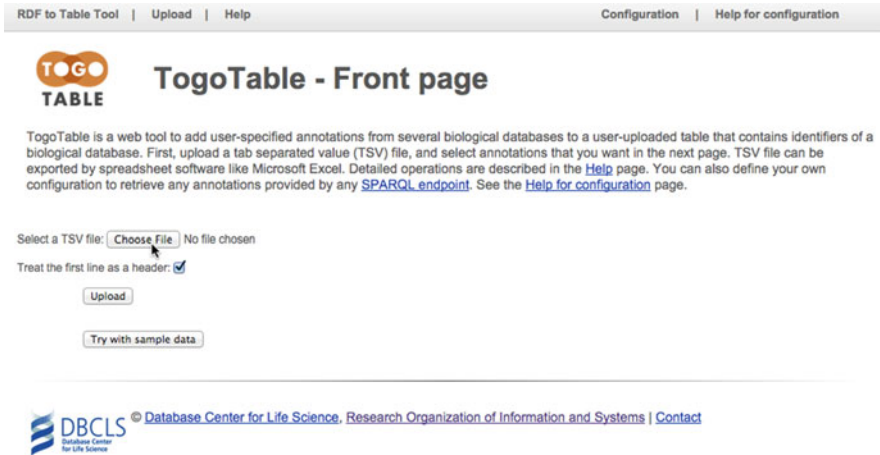 RDF to Table Tool | Upload | Help Configuration | Help for configuration
TOGO
TABLE
TogoTable - Front page
TogoTable is a web tool to add user-specified annotations from several biological databases to a user-uploaded table that contains identifiers of a
biological database. First, upload a tab separated value (TSV) file, and select annotations that you want in the next page. TSV file can be
exported by spreadsheet software like Microsoft Excel. Detailed operations are described in the Help page. You can also define your own
configuration to retrieve any annotations provided by any SPARQL endpoint. See the Help for configuration page.
Select a TSV file: Choose File No file chosen
Treat the first line as a header:
Upload
Try with sample data
DBCLS
Database Center
for Life Science
© Database Center for Life Science, Research Organization of Information and Systems | Contact